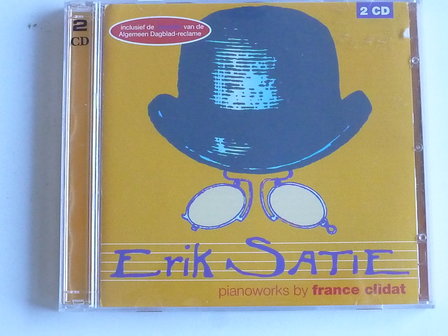 2
CD
Inclusief de van de
Algemeen Dagblad-reclame
2 CD
Erik SATIE
pianoworks by france clidat